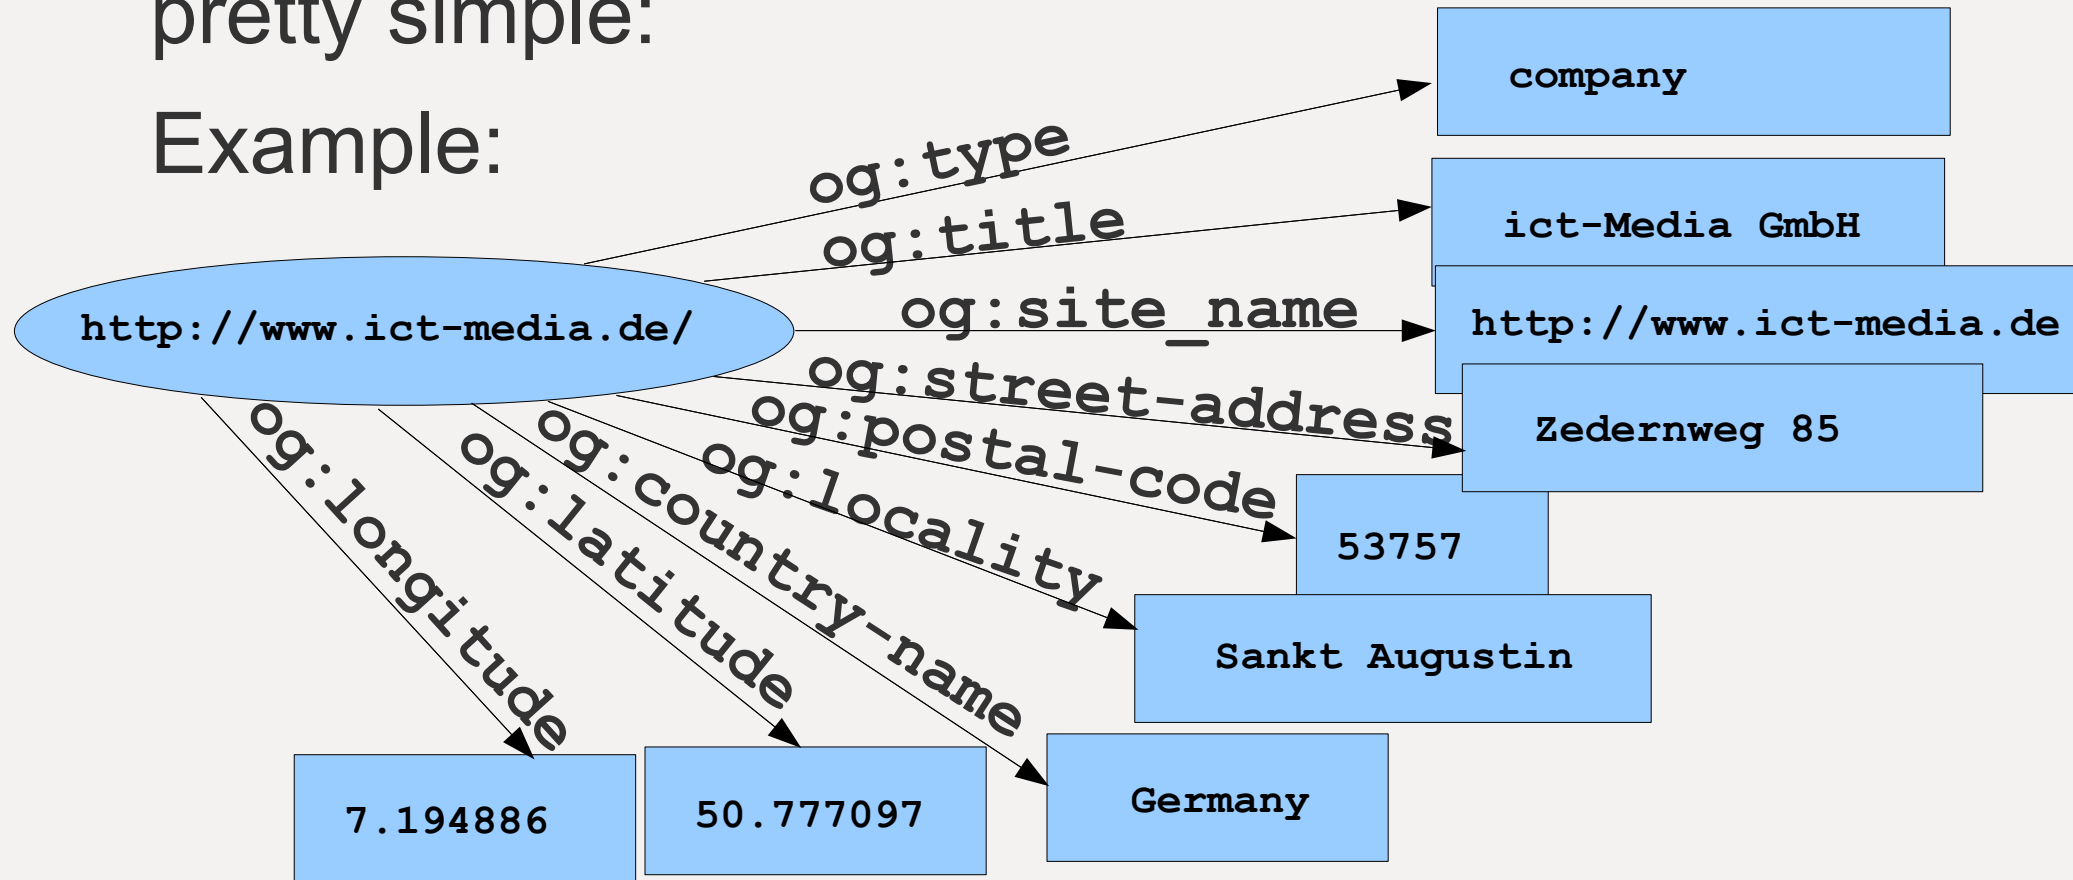 pretty simple:
Example:
og:type
company
og:title
ict-Media GmbH
http://www.ict-media.de/
og:site_name
http://www.ict-media.de
og:street-address
Zedernweg 85
og:postal-code
53757
og:locality
Sankt Augustin
og:country-name
Germany
og:latitude
50.777097
og:longitude
7.194886